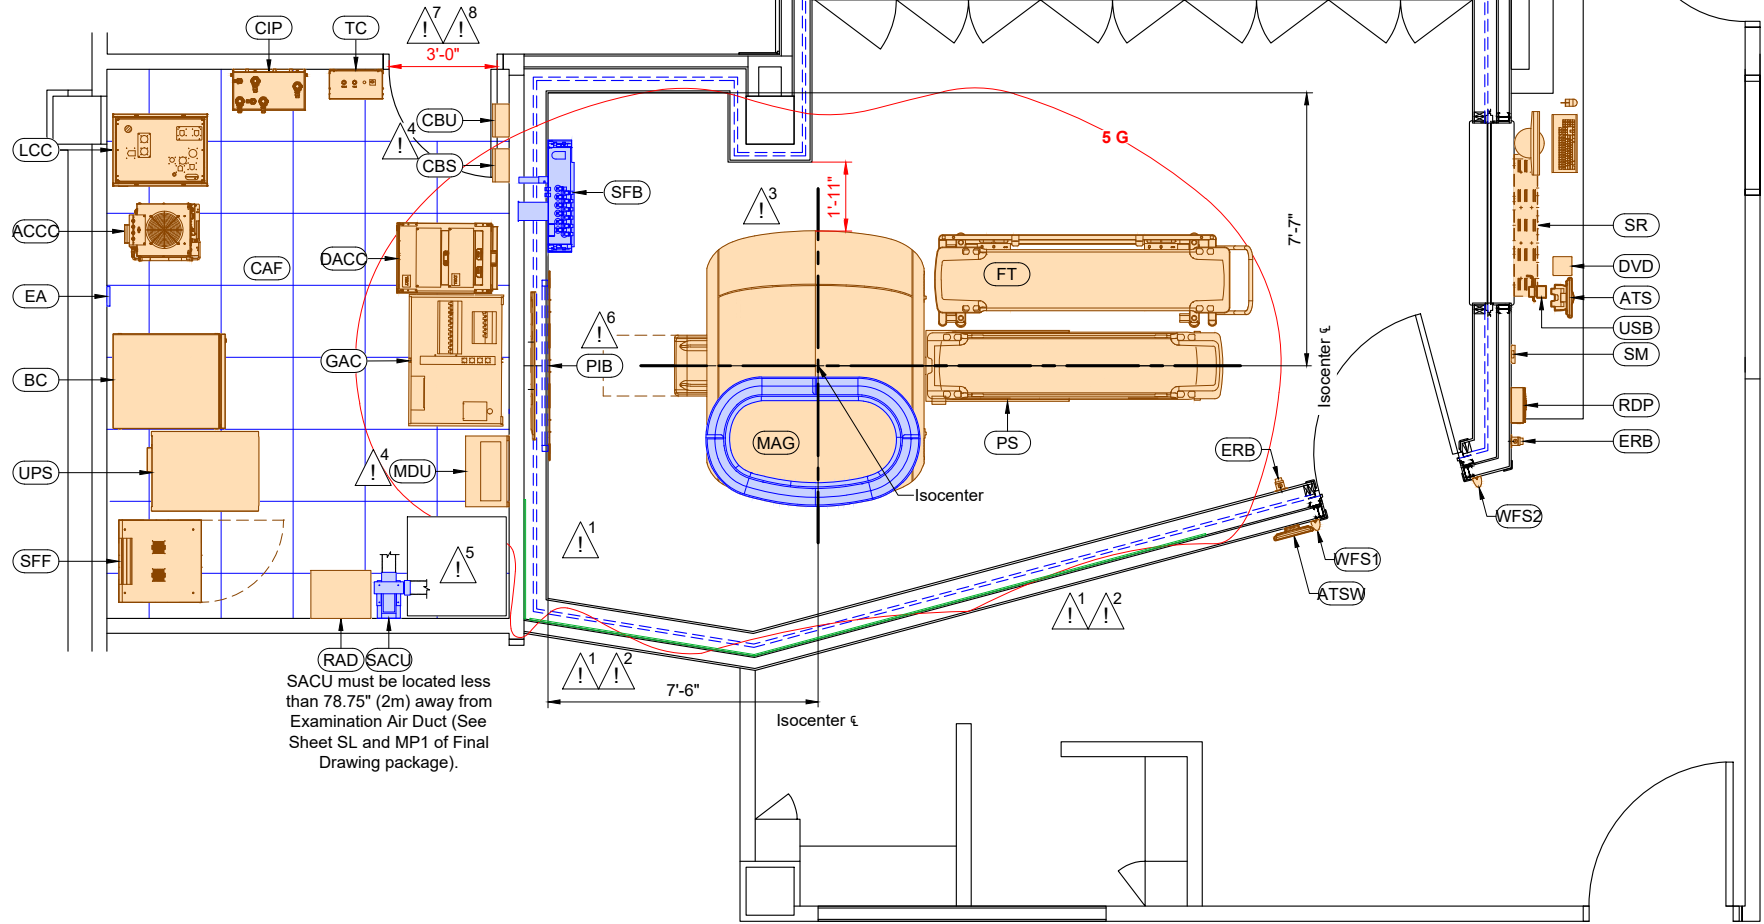 CIP
TC
7
!
8
!
3'-0"
LCC
CBU
4
!
CBS
5 G
SFB
3
!
1'-11"
7'-7"
ACCC
CAF
DACC
FT
SR
DVD
EA
ATS
USB
6
!
GAC
PIB
SM
BC
Isocenter ℄
RDP
MAG
PS
ERB
ERB
UPS
4
!
MDU
Isocenter
WFS2
1
!
SFF
5
!
WFS1
ATSW
1
!
2
!
RAD
SACU
1
!
2
!
SACU must be located less
than 78.75" (2m) away from
Examination Air Duct (See
Sheet SL and MP1 of Final
Drawing package).
7'-6"
Isocenter ℄